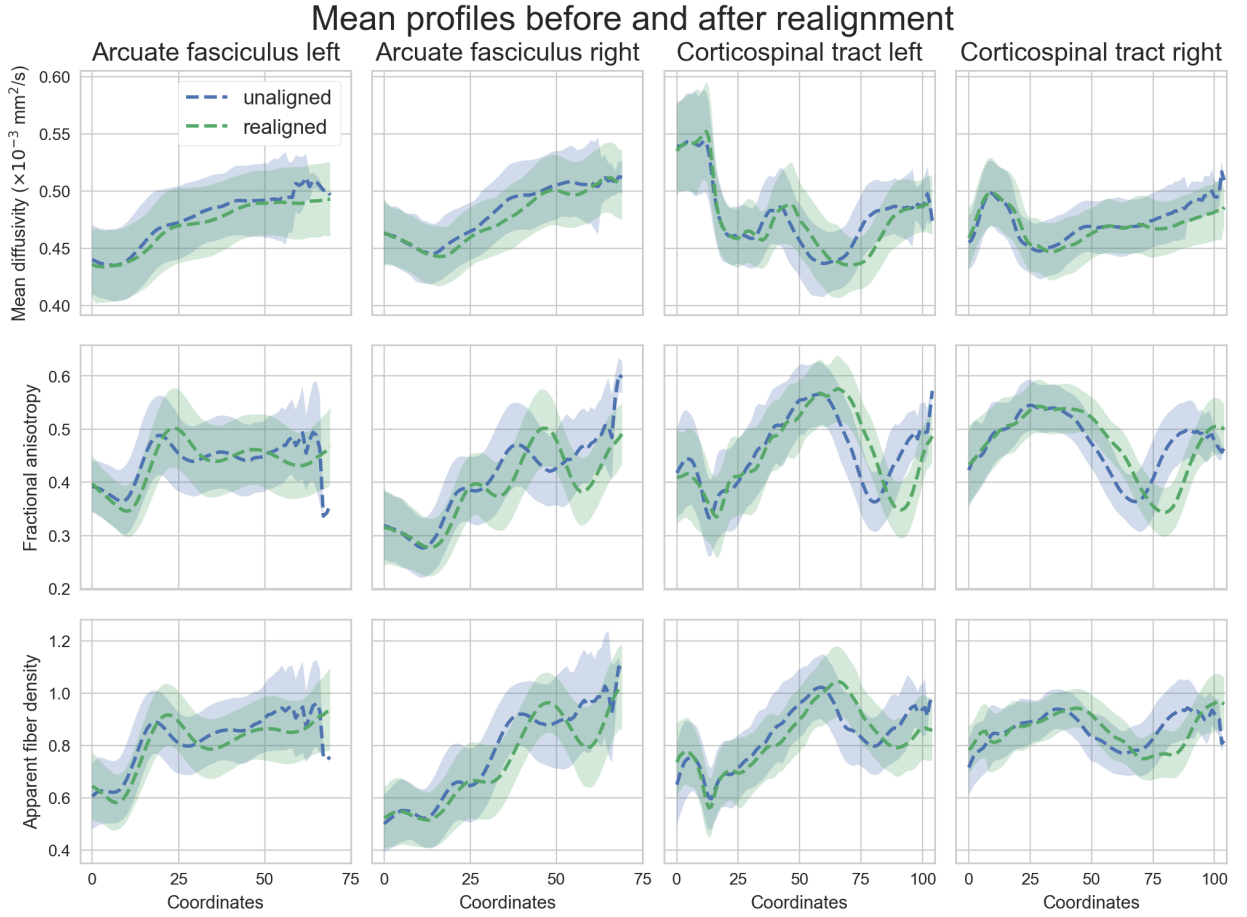 Mean profiles before and after realignment
Arcuate fasciculus left
Arcuate fasciculus right
Corticospinal tract left
Corticospinal tract right
Mean diffusivity (×10⁻³ mm²/s)
0.60
0.55
0.50
0.45
0.40
unaligned
realigned
Fractional anisotropy
0.6
0.5
0.4
0.3
0.2
Apparent fiber density
1.2
1.0
0.8
0.6
0.4
0 25 50 75
0 25 50 75
0 25 50 75 100
0 25 50 75 100
Coordinates
Coordinates
Coordinates
Coordinates